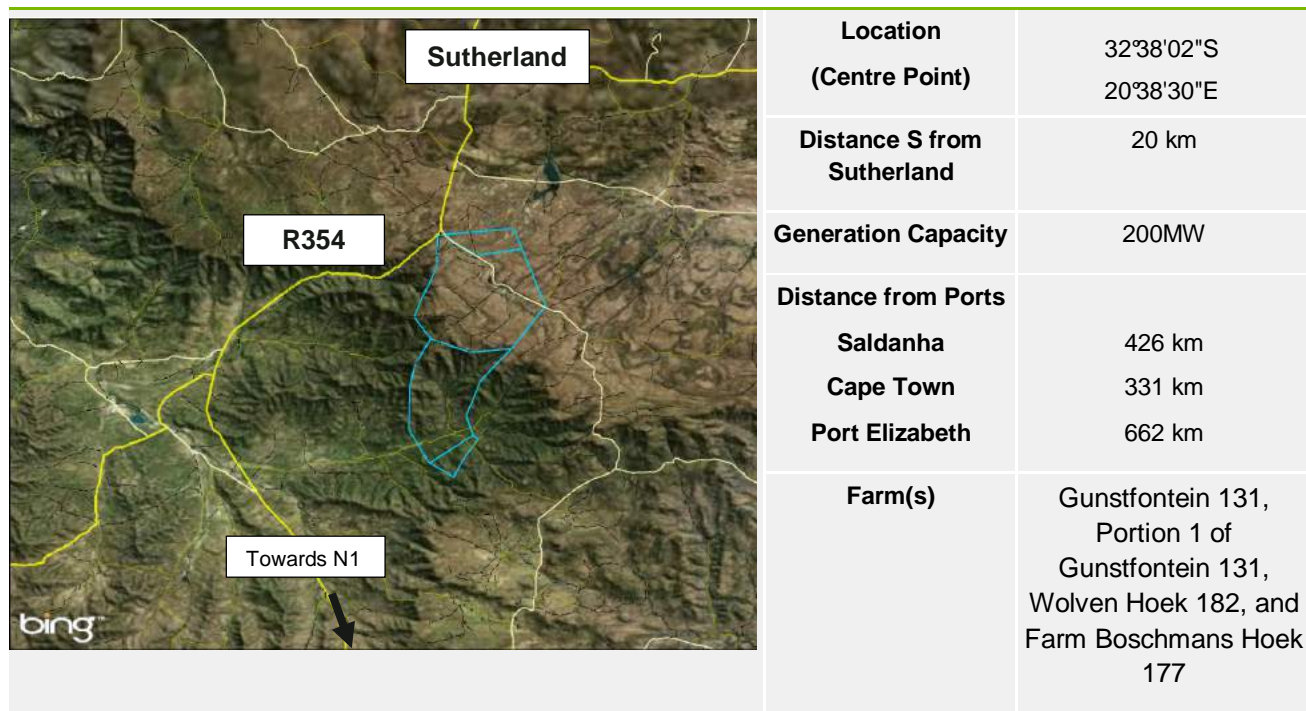 Sutherland
R354
Towards N1
bing
Location
(Centre Point)
32°38'02"S
20°38'30"E
Distance S from
Sutherland
20 km
Generation Capacity
200MW
Distance from Ports
Saldanha
426 km
Cape Town
331 km
Port Elizabeth
662 km
Farm(s)
Gunstfontein 131,
Portion 1 of
Gunstfontein 131,
Wolven Hoek 182, and
Farm Boschmans Hoek
177